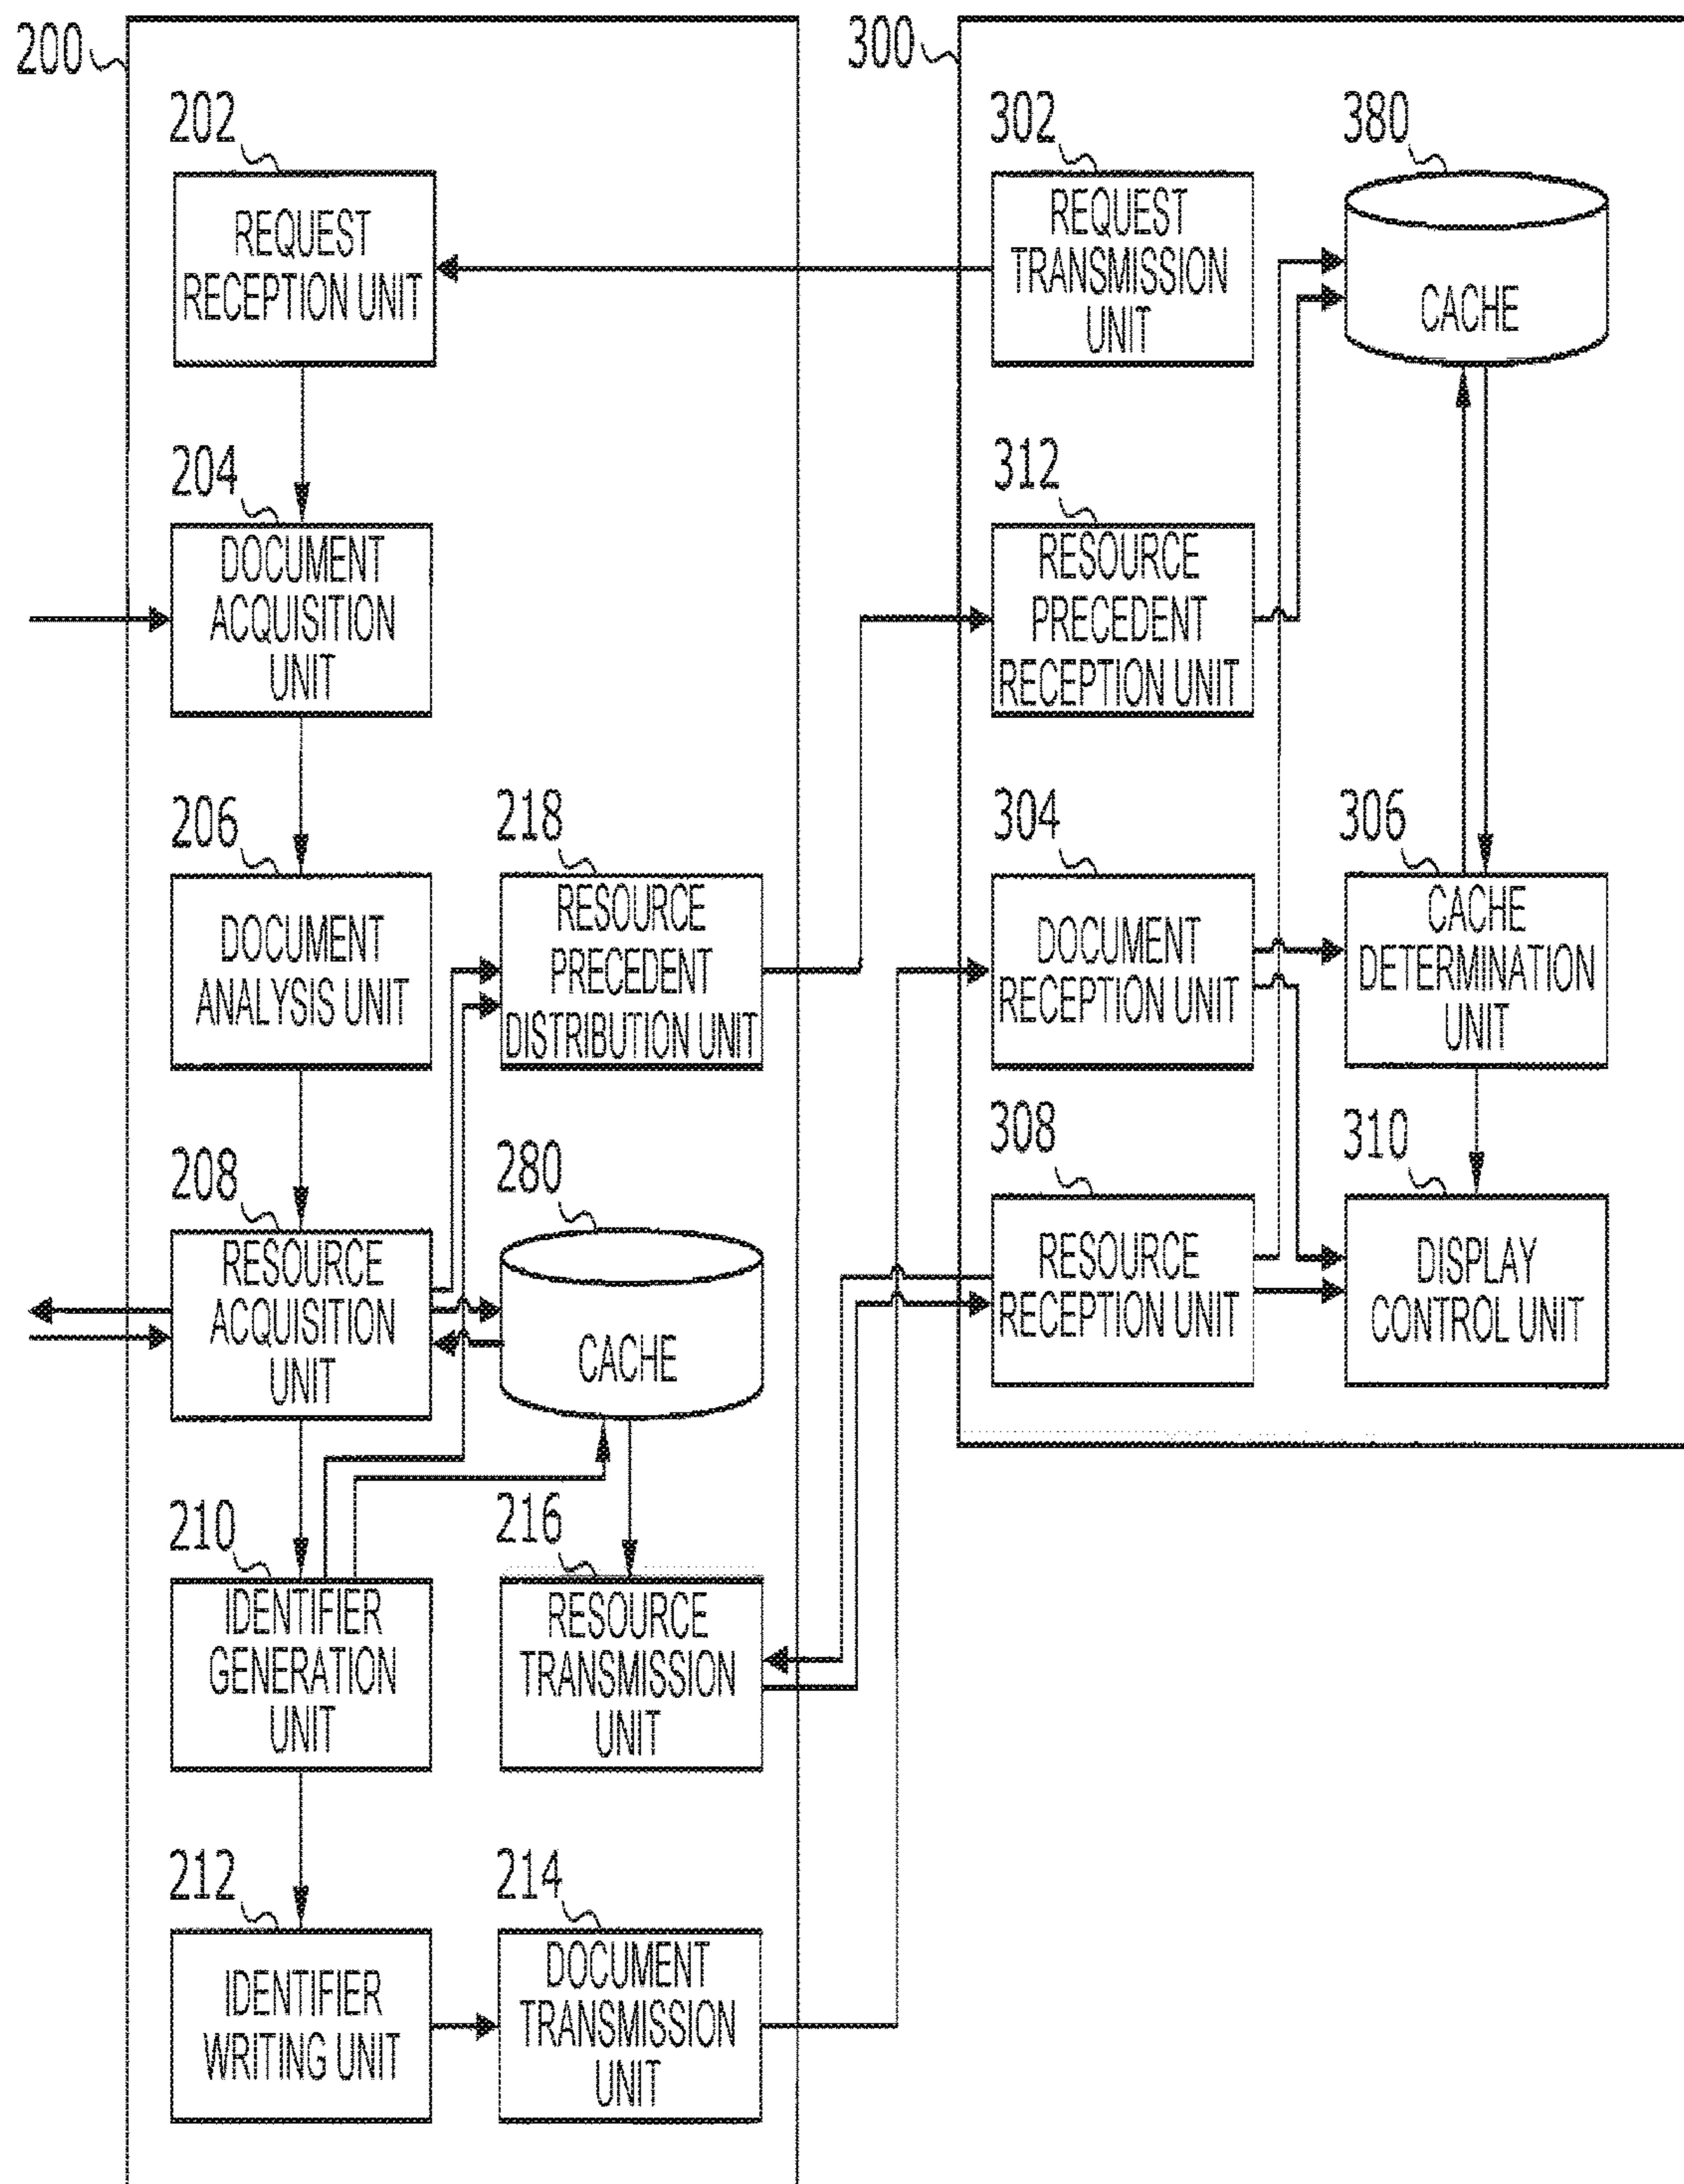 200
300
202
302
380
REQUEST
RECEPTION UNIT
REQUEST
TRANSMISSION
UNIT
CACHE
204
312
DOCUMENT
ACQUISITION
UNIT
RESOURCE
PRECEDENT
RECEPTION UNIT
206
218
304
306
DOCUMENT
ANALYSIS UNIT
RESOURCE
PRECEDENT
DISTRIBUTION UNIT
DOCUMENT
RECEPTION UNIT
CACHE
DETERMINATION
UNIT
208
280
308
310
RESOURCE
ACQUISITION
UNIT
CACHE
RESOURCE
RECEPTION UNIT
DISPLAY
CONTROL UNIT
210
216
IDENTIFIER
GENERATION
UNIT
RESOURCE
TRANSMISSION
UNIT
212
214
IDENTIFIER
WRITING UNIT
DOCUMENT
TRANSMISSION
UNIT